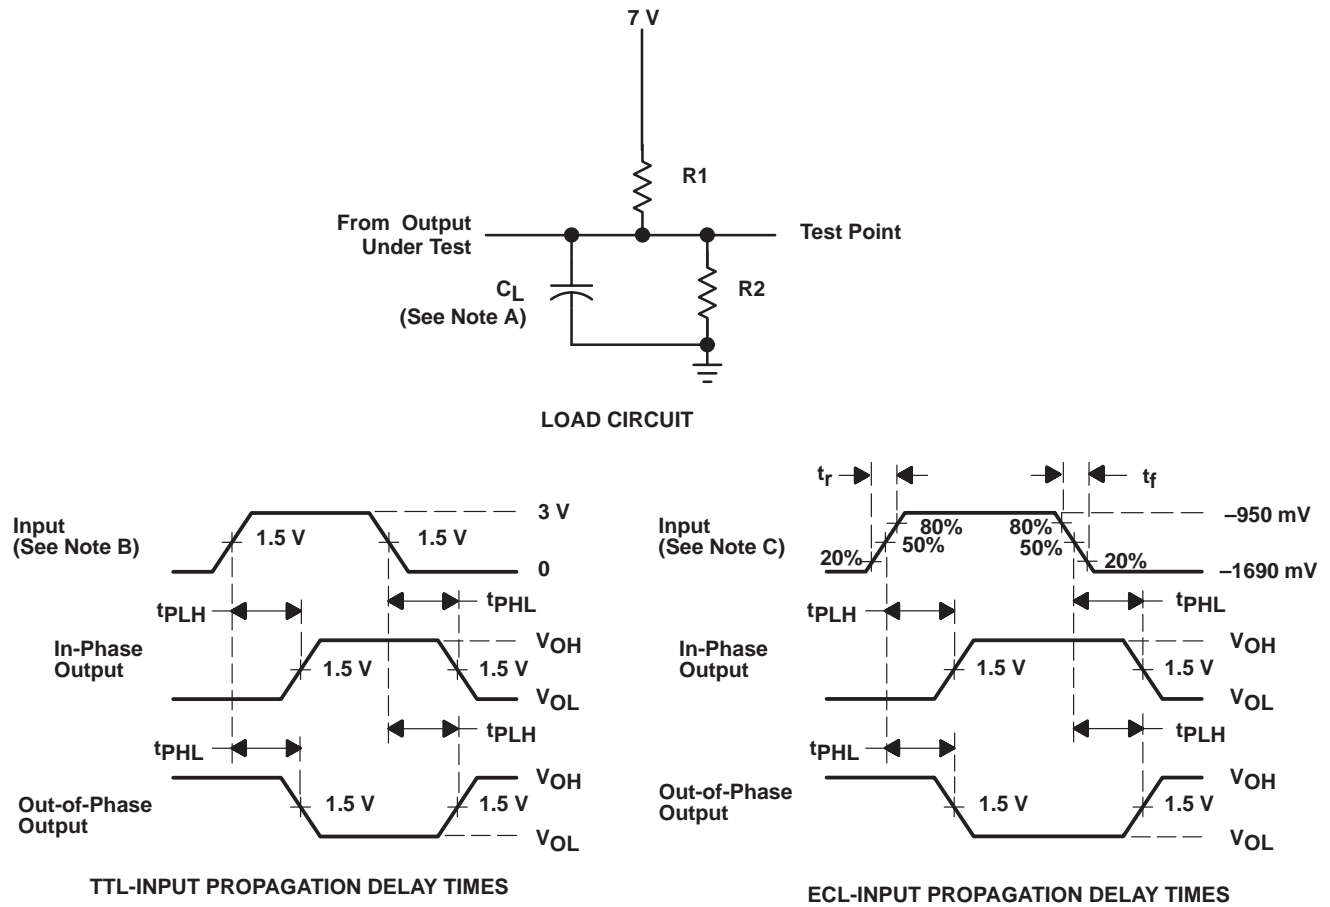 7 V
R1
From Output
Under Test
Test Point
CL
(See Note A)
R2
LOAD CIRCUIT
Input
(See Note B)
1.5 V
1.5 V
3 V
0
tPLH
tPHL
In-Phase
Output
1.5 V
1.5 V
VOH
VOL
tPHL
tPLH
Out-of-Phase
Output
1.5 V
1.5 V
VOH
VOL
TTL-INPUT PROPAGATION DELAY TIMES
tr
tf
Input
(See Note C)
20%
80%
50%
80%
50%
20%
–950 mV
–1690 mV
tPLH
tPHL
In-Phase
Output
1.5 V
1.5 V
VOH
VOL
tPHL
tPLH
Out-of-Phase
Output
1.5 V
1.5 V
VOH
VOL
ECL-INPUT PROPAGATION DELAY TIMES